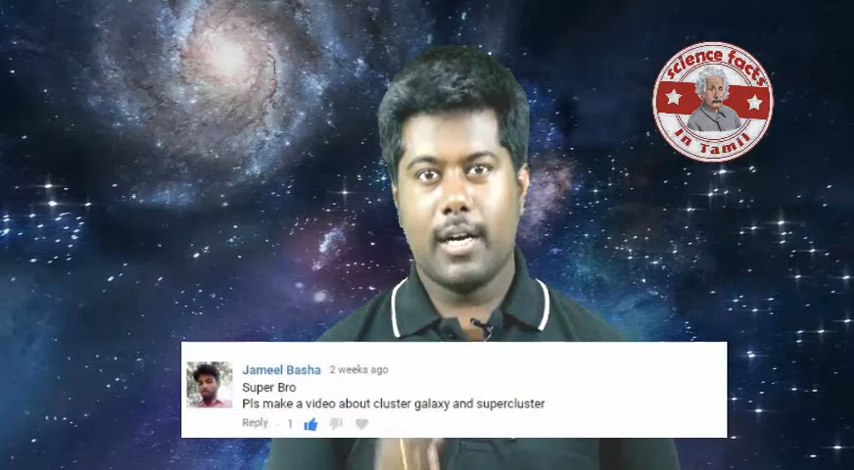 science facts
In Tamil
Jameel Basha 2 weeks ago
Super Bro
Pls make a video about cluster galaxy and supercluster
Reply · 1